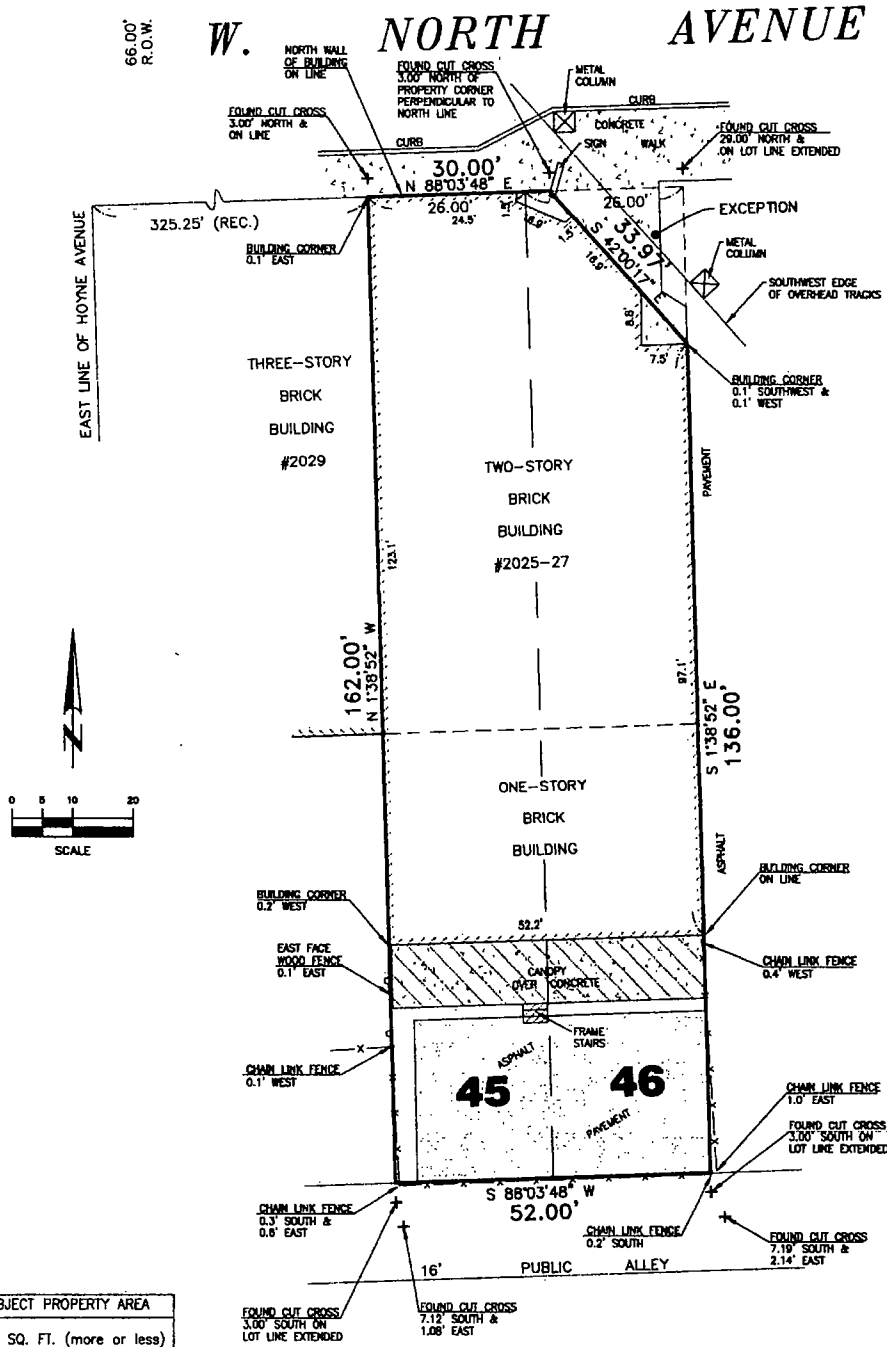 W. NORTH AVENUE
66.00'
R.O.W.
NORTH WALL
OF BUILDING
ON LINE
FOUND CUT CROSS
3.00' NORTH OF
PROPERTY CORNER
PERPENDICULAR TO
NORTH LINE
METAL
COLUMN
CURB
FOUND CUT CROSS
3.00' NORTH &
ON LINE
CURB
CONCRETE
SIGN WALK
FOUND CUT CROSS
29.00' NORTH &
ON LOT LINE EXTENDED
30.00'
N 88°03'48" E
26.00'
26.00'
24.5'
325.25' (REC.)
EXCEPTION
33.97'
S 42°00'17" E
16.9'
METAL
COLUMN
SOUTHWEST EDGE
OF OVERHEAD TRACKS
BUILDING CORNER
0.1' EAST
EAST LINE OF HOYNE AVENUE
8.8'
7.5'
THREE-STORY
BRICK
BUILDING
#2029
BUILDING CORNER
0.1' SOUTHWEST &
0.1' WEST
TWO-STORY
BRICK
BUILDING
#2025-27
PAVEMENT
123.1'
162.00'
N 1°38'52" W
97.1'
S 1°38'52" E
136.00'
N
0 5 10 20
SCALE
ONE-STORY
BRICK
BUILDING
ASPHALT
BUILDING CORNER
0.2' WEST
BUILDING CORNER
ON LINE
52.2'
EAST FACE
WOOD FENCE
0.1' EAST
CANOPY
OVER CONCRETE
CHAIN LINK FENCE
0.4' WEST
FRAME
STAIRS
CHAIN LINK FENCE
0.1' WEST
ASPHALT
45
46
PAVEMENT
CHAIN LINK FENCE
1.0' EAST
FOUND CUT CROSS
3.00' SOUTH ON
LOT LINE EXTENDED
S 88°03'48" W
52.00'
CHAIN LINK FENCE
0.3' SOUTH &
EAST
CHAIN LINK FENCE
0.2' SOUTH
FOUND CUT CROSS
7.19' SOUTH &
2.14' EAST
16' PUBLIC ALLEY
BJECT PROPERTY AREA
SQ. FT. (more or less)
FOUND CUT CROSS
3.00' SOUTH ON
LOT LINE EXTENDED
FOUND CUT CROSS
7.12' SOUTH &
1.08' EAST